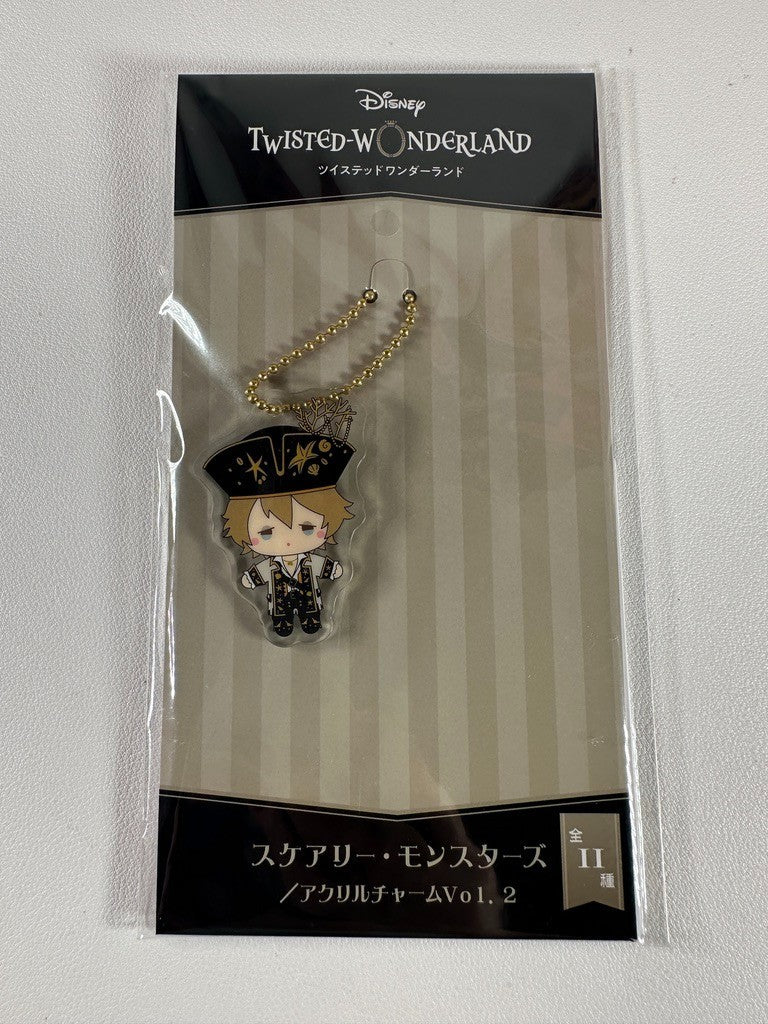 Disney
TWISTED-WONDERLAND
ツイステッドワンダーランド
スケアリー・モンスターズ
／アクリルチャームVol. 2
全
11
種